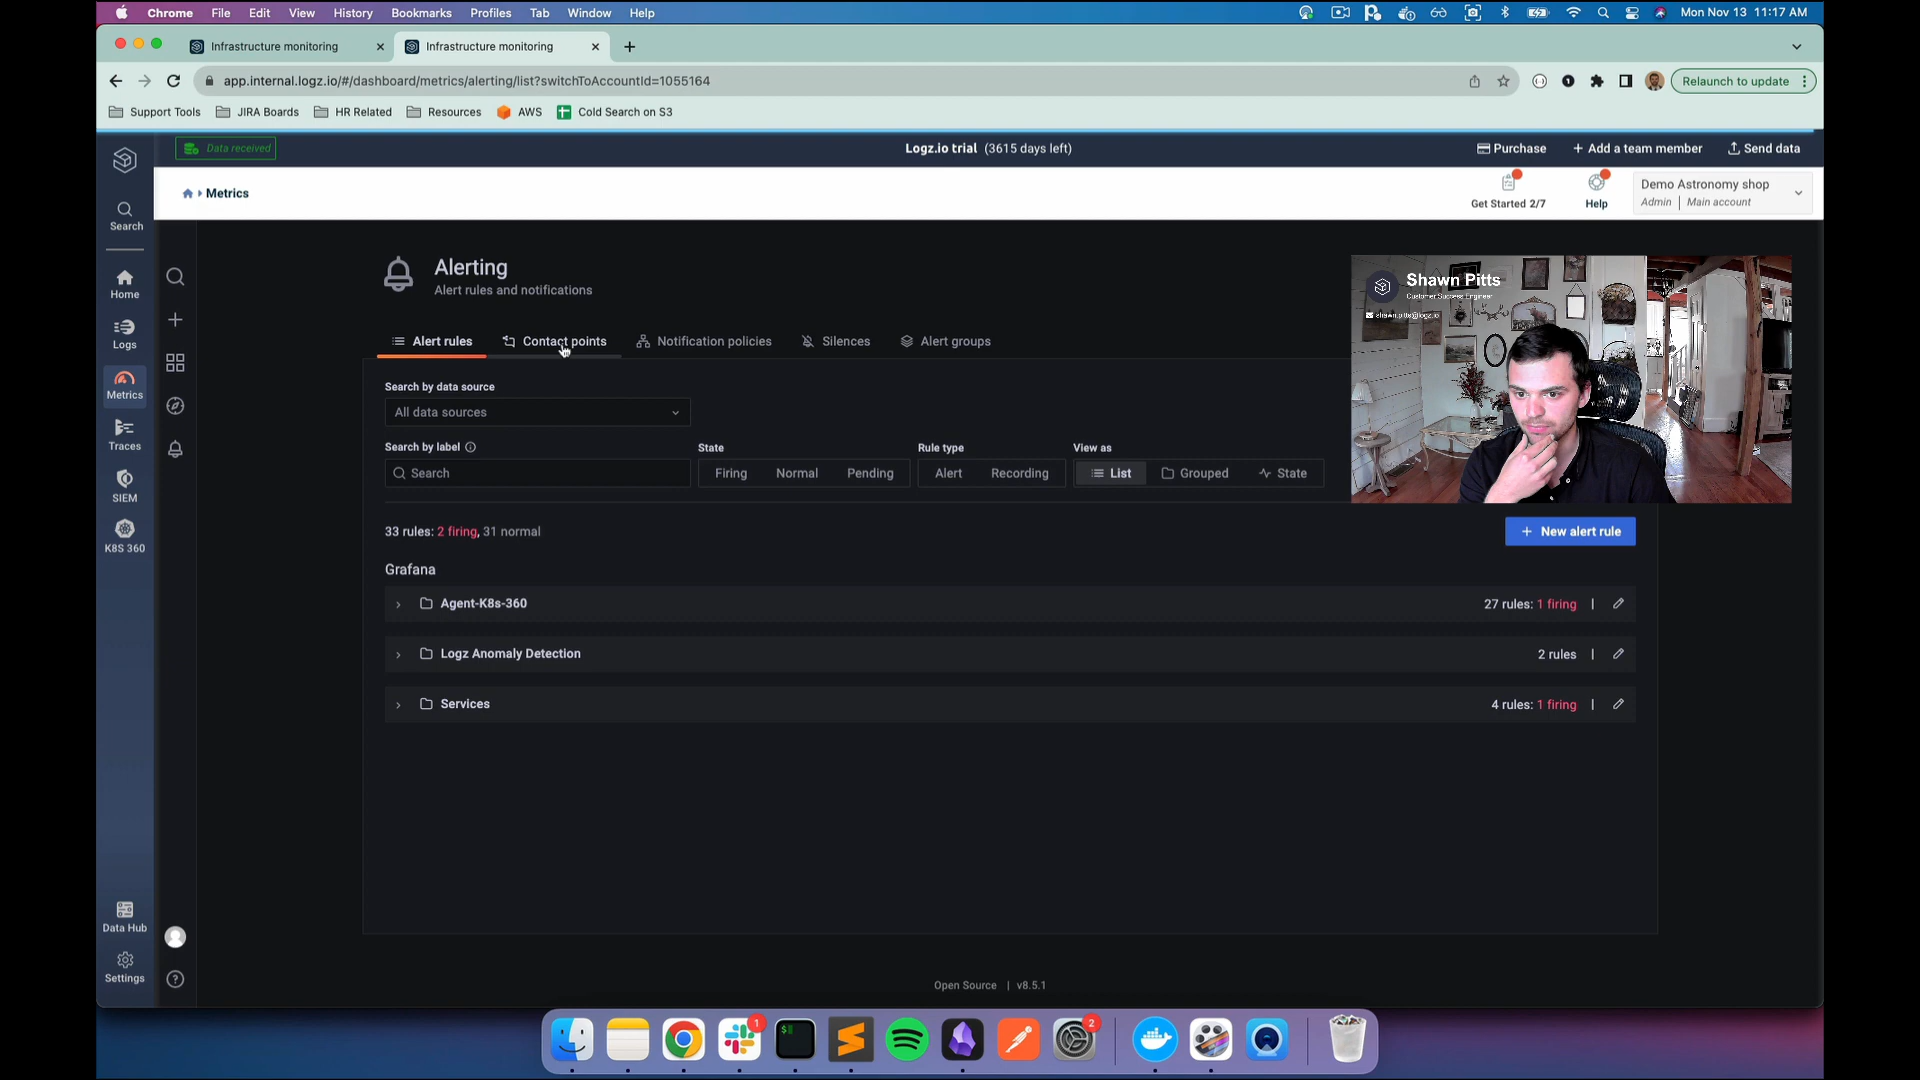 Chrome File Edit View History Bookmarks Profiles Tab Window Help Mon Nov 13 11:17 AM
Infrastructure monitoring Infrastructure monitoring
app.internal.logz.io/#/dashboard/metrics/alerting/list?switchToAccountId=1055164 Relaunch to update
Support Tools JIRA Boards HR Related Resources AWS Cold Search on S3
Data received Logz.io trial (3615 days left) Purchase + Add a team member Send data
Metrics
Get Started 2/7 Help
Demo Astronomy shop
Admin | Main account
Search
Home
Logs
Metrics
Traces
SIEM
K8S 360
Data Hub
Settings
Alerting
Alert rules and notifications
Shawn Pitts
Customer Success Engineer
shawn.pitts@logz.io
Alert rules Contact points Notification policies Silences Alert groups
Search by data source
All data sources
Search by label State Rule type View as
Search Firing Normal Pending Alert Recording List Grouped State
33 rules: 2 firing, 31 normal
+ New alert rule
Grafana
Agent-K8s-360 27 rules: 1 firing |
Logz Anomaly Detection 2 rules |
Services 4 rules: 1 firing |
Open Source | v8.5.1
1
2